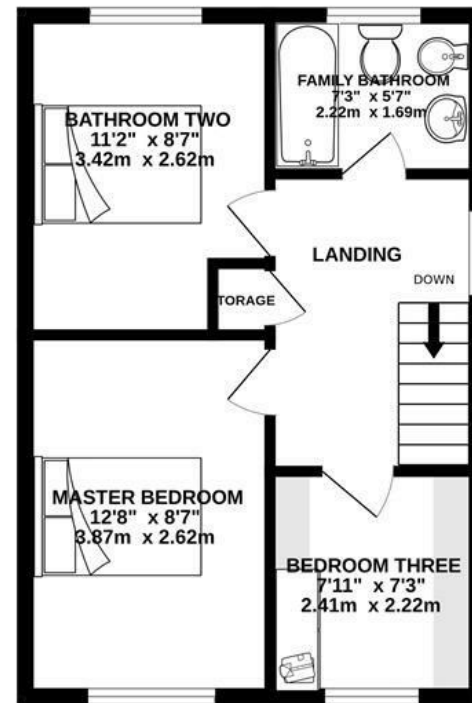 BATHROOM TWO
11'2" x 8'7"
3.42m x 2.62m
FAMILY BATHROOM
7'3" x 5'7"
2.22m x 1.69m
LANDING
DOWN
TORAGE
MASTER BEDROOM
12'8" x 8'7"
3.87m x 2.62m
BEDROOM THREE
7'11" x 7'3"
2.41m x 2.22m